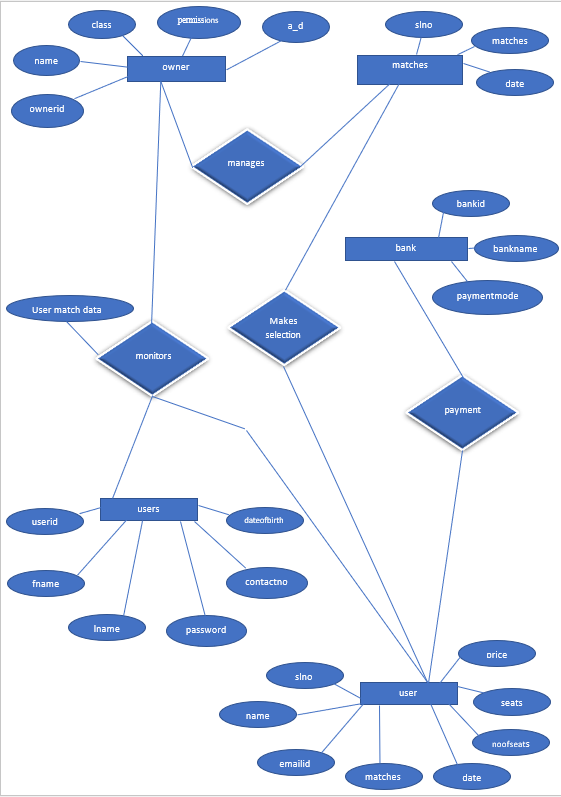 class
permissions
a_d
slno
matches
name
owner
matches
date
ownerid
manages
bankid
bank
bankname
paymentmode
User match data
Makes
selection
monitors
payment
users
userid
dateofbirth
fname
contactno
lname
password
price
slno
user
seats
name
noofseats
emailid
matches
date